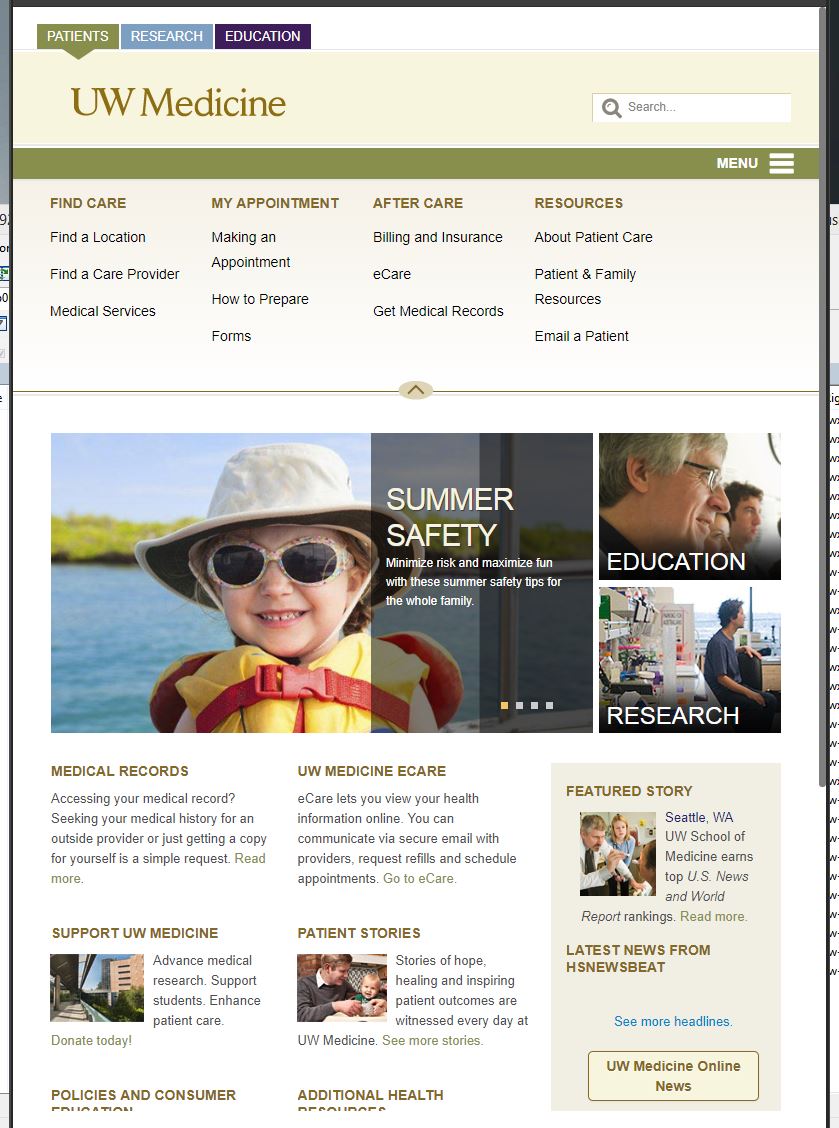 PATIENTS RESEARCH EDUCATION
UW Medicine
Search...
MENU
FIND CARE
Find a Location
Find a Care Provider
Medical Services
MY APPOINTMENT
Making an
Appointment
How to Prepare
Forms
AFTER CARE
Billing and Insurance
eCare
Get Medical Records
RESOURCES
About Patient Care
Patient & Family
Resources
Email a Patient
SUMMER
SAFETY
Minimize risk and maximize fun
with these summer safety tips for
the whole family.
EDUCATION
RESEARCH
MEDICAL RECORDS
Accessing your medical record?
Seeking your medical history for an
outside provider or just getting a copy
for yourself is a simple request. Read
more.
UW MEDICINE ECARE
eCare lets you view your health
information online. You can
communicate via secure email with
providers, request refills and schedule
appointments. Go to eCare.
SUPPORT UW MEDICINE
Advance medical
research. Support
students. Enhance
patient care.
Donate today!
PATIENT STORIES
Stories of hope,
healing and inspiring
patient outcomes are
witnessed every day at
UW Medicine. See more stories.
POLICIES AND CONSUMER
EDUCATION
ADDITIONAL HEALTH
RESOURCES
FEATURED STORY
Seattle, WA
UW School of
Medicine earns
top U.S. News
and World
Report rankings. Read more.
LATEST NEWS FROM
HSNEWSBEAT
See more headlines.
UW Medicine Online
News